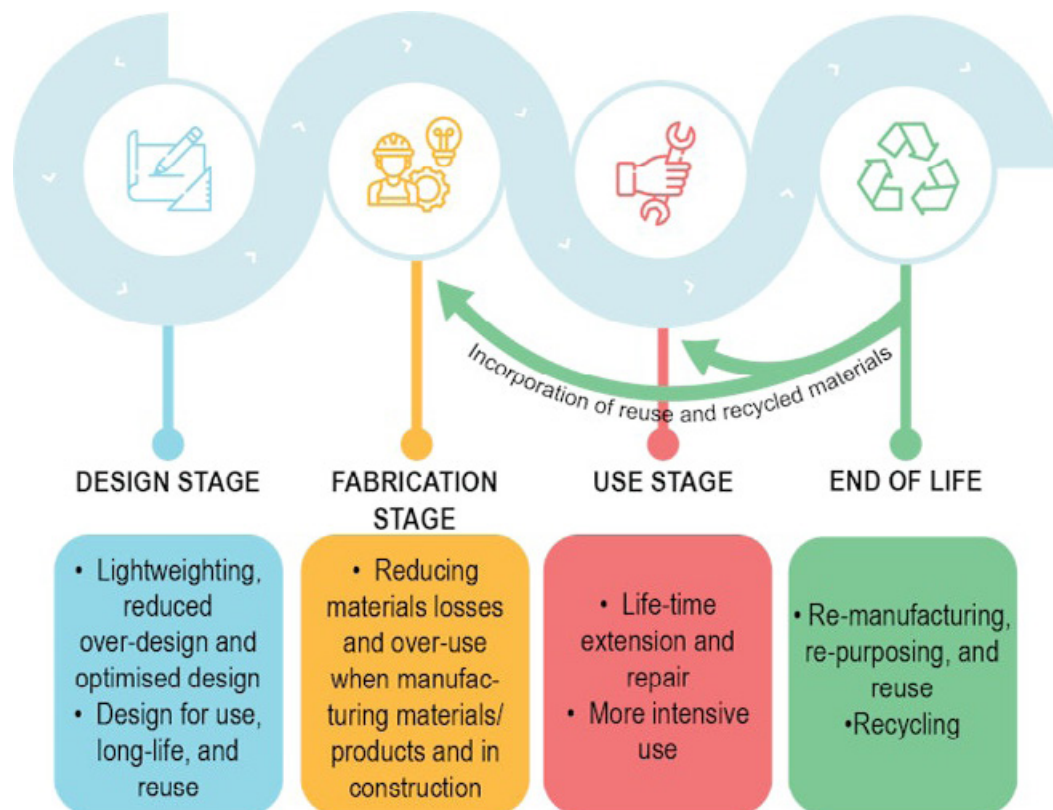 Incorporation of reuse and recycled materials
DESIGN STAGE
• Lightweighting,
reduced
over-design and
optimised design
• Design for use,
long-life, and
reuse
FABRICATION
STAGE
• Reducing
materials losses
and over-use
when manufac-
turing materials/
products and in
construction
USE STAGE
• Life-time
extension and
repair
• More intensive
use
END OF LIFE
• Re-manufacturing,
re-purposing, and
reuse
•Recycling